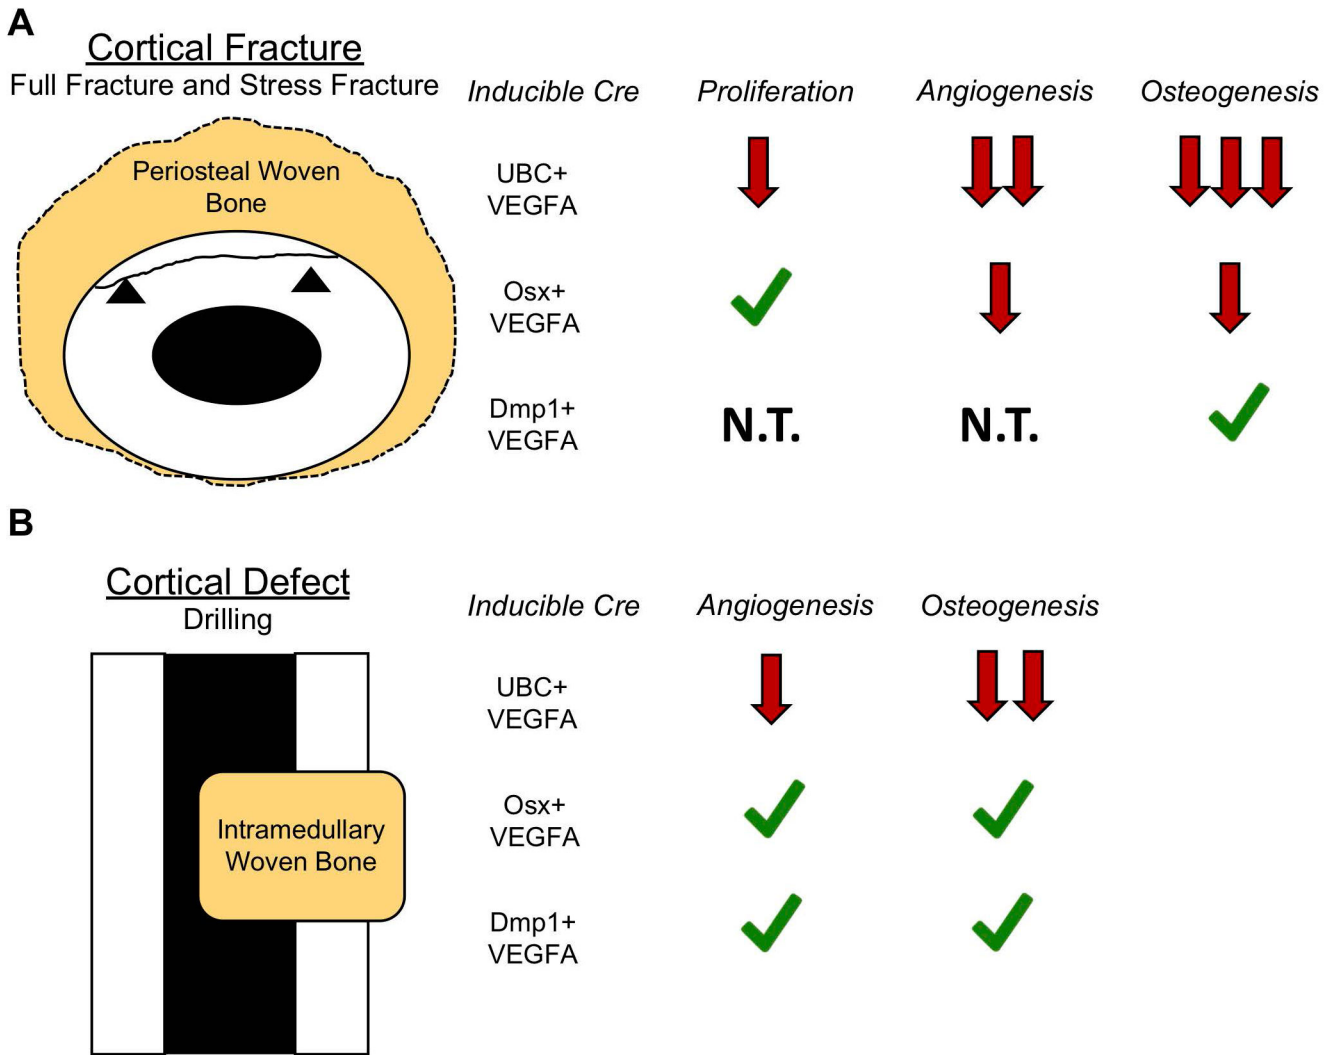 A
Cortical Fracture
Full Fracture and Stress Fracture
Periosteal Woven
Bone
Inducible Cre Proliferation Angiogenesis Osteogenesis
UBC+
VEGFA
Osx+
VEGFA
Dmp1+
VEGFA
N.T. N.T.
B
Cortical Defect
Drilling
Intramedullary
Woven Bone
Inducible Cre Angiogenesis Osteogenesis
UBC+
VEGFA
Osx+
VEGFA
Dmp1+
VEGFA